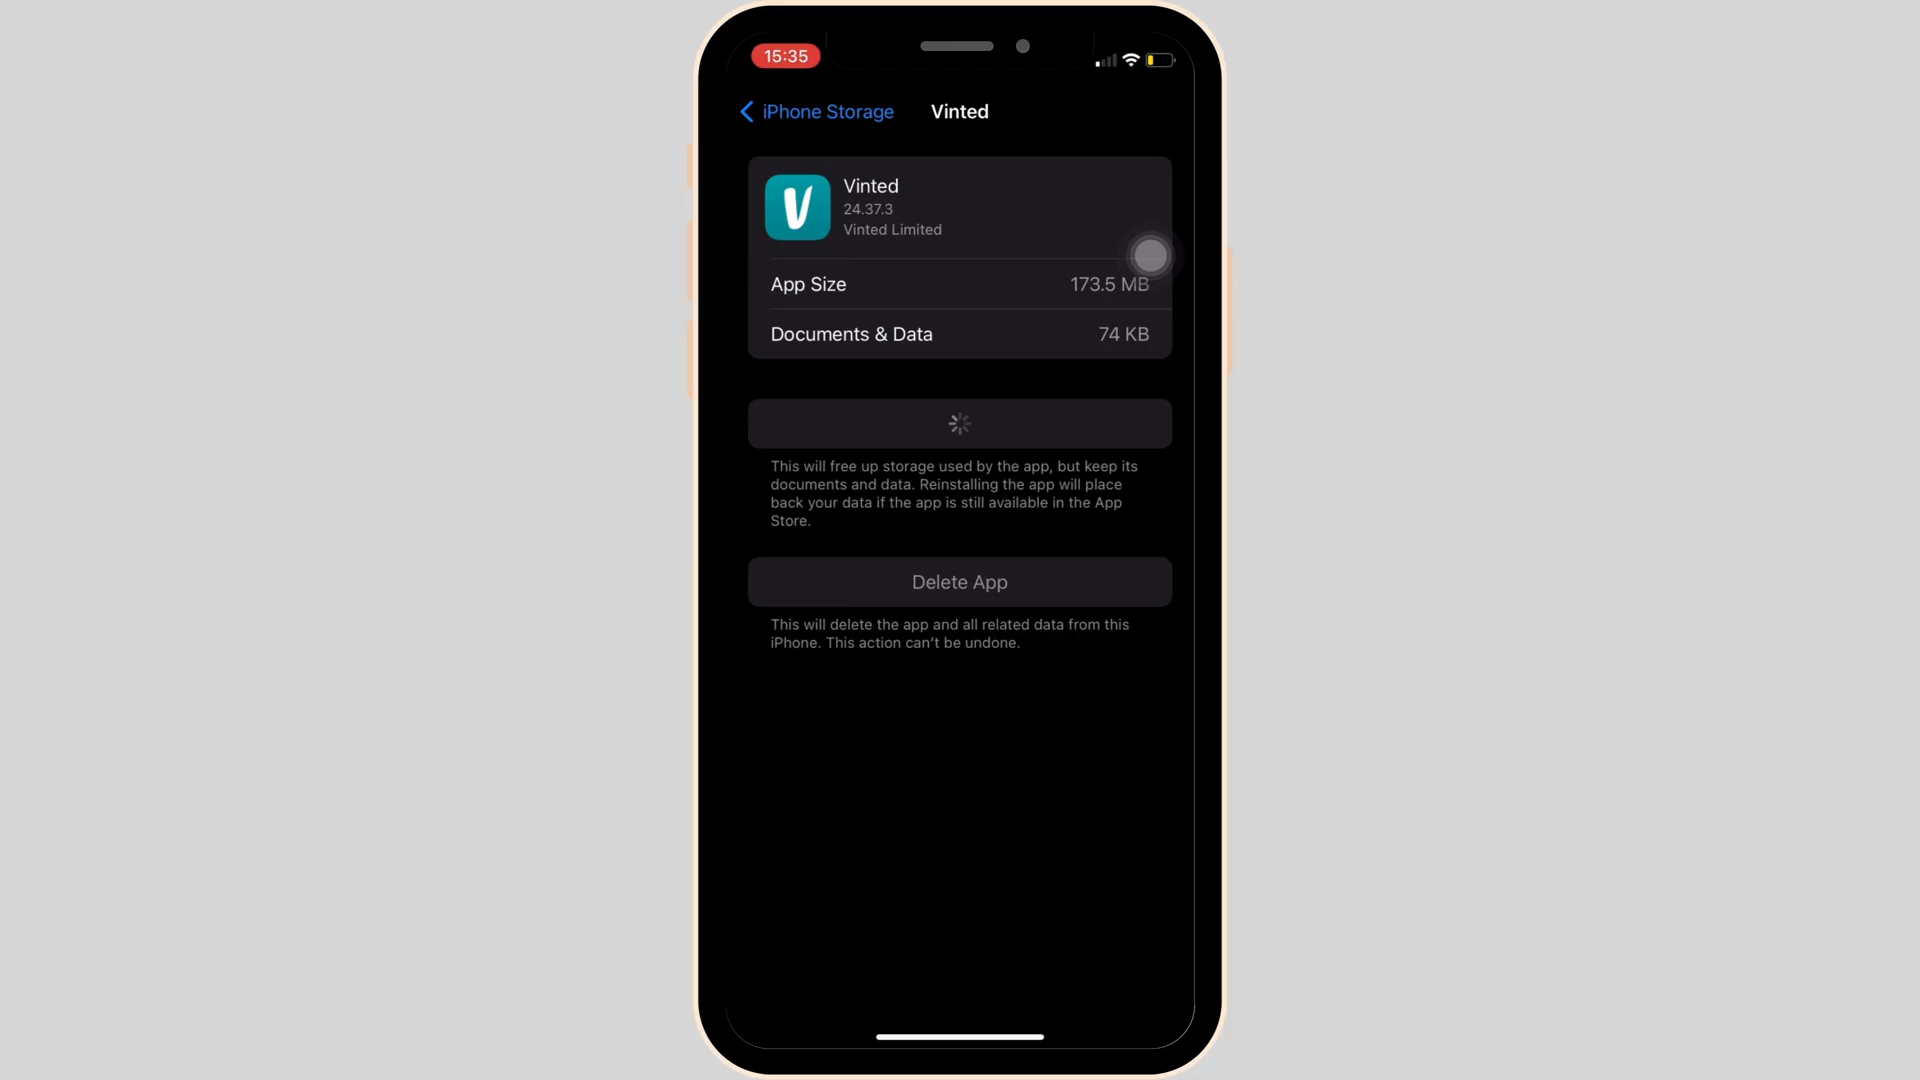 15:35
iPhone Storage
Vinted
Vinted
24.37.3
Vinted Limited
App Size
173.5 MB
Documents & Data
74 KB
This will free up storage used by the app, but keep its
documents and data. Reinstalling the app will place
back your data if the app is still available in the App
Store.
Delete App
This will delete the app and all related data from this
iPhone. This action can't be undone.